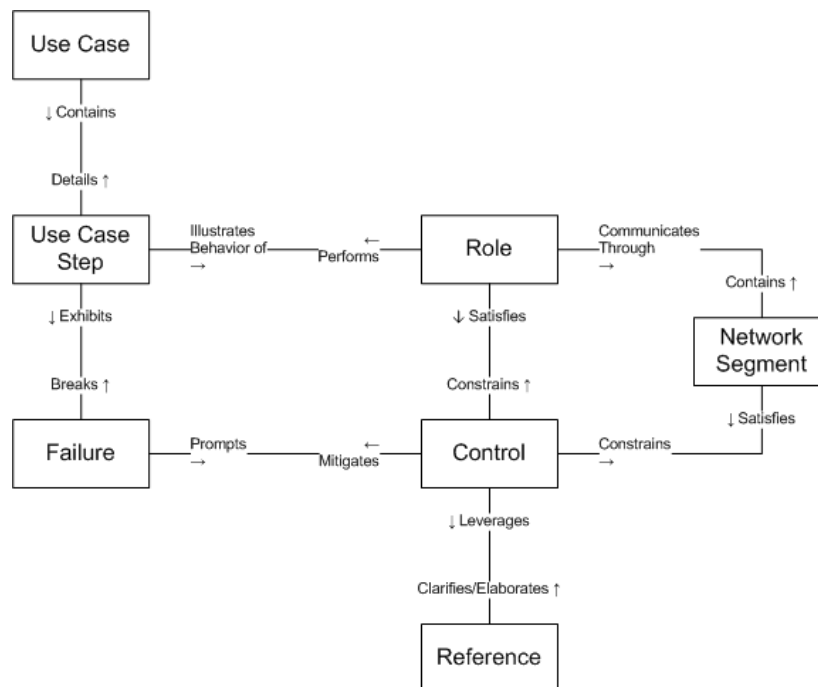 Use Case
↓ Contains
Details ↑
Use Case
Step
Illustrates
Behavior of
→
←
Performs
Role
Communicates
Through
→
Contains ↑
↓ Exhibits
↓ Satisfies
Network
Segment
Breaks ↑
Constrains ↑
↓ Satisfies
Failure
Prompts
→
←
Mitigates
Control
Constrains
→
↓ Leverages
Clarifies/Elaborates ↑
Reference